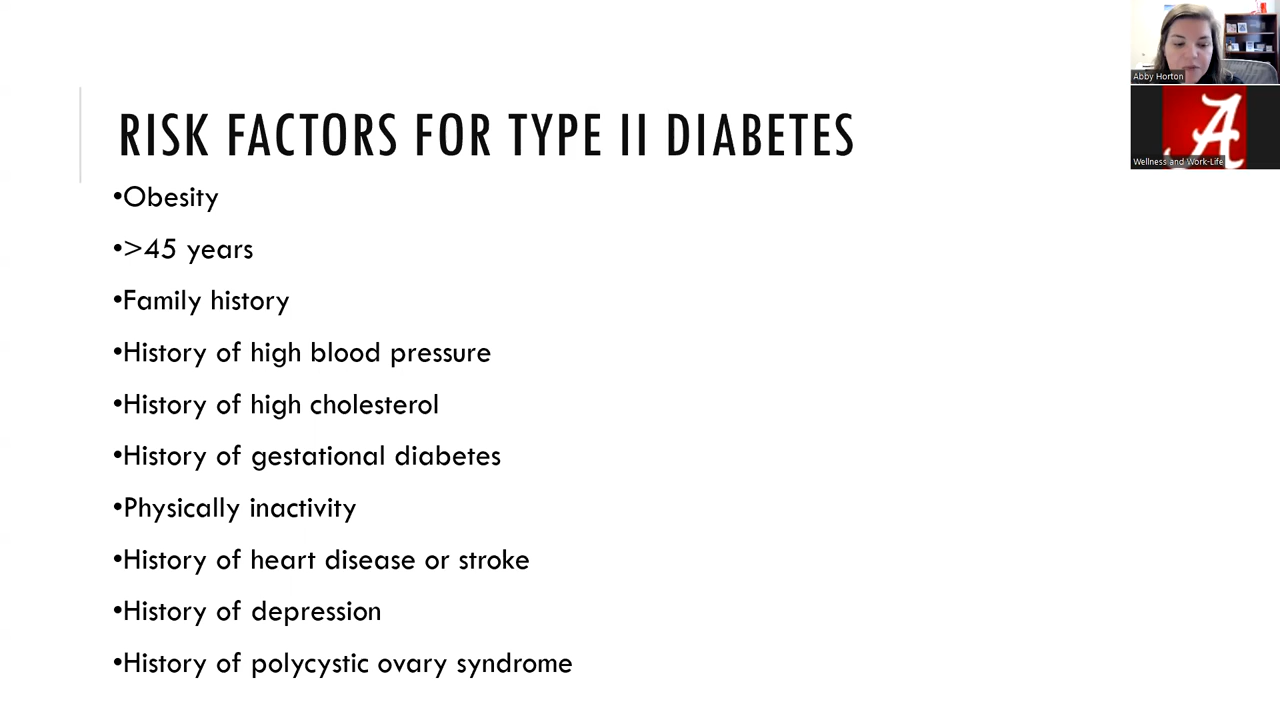 RISK FACTORS FOR TYPE II DIABETES
•Obesity
•>45 years
•Family history
•History of high blood pressure
•History of high cholesterol
•History of gestational diabetes
•Physically inactivity
•History of heart disease or stroke
•History of depression
•History of polycystic ovary syndrome
Abby Horton
A
Wellness and Work-Life